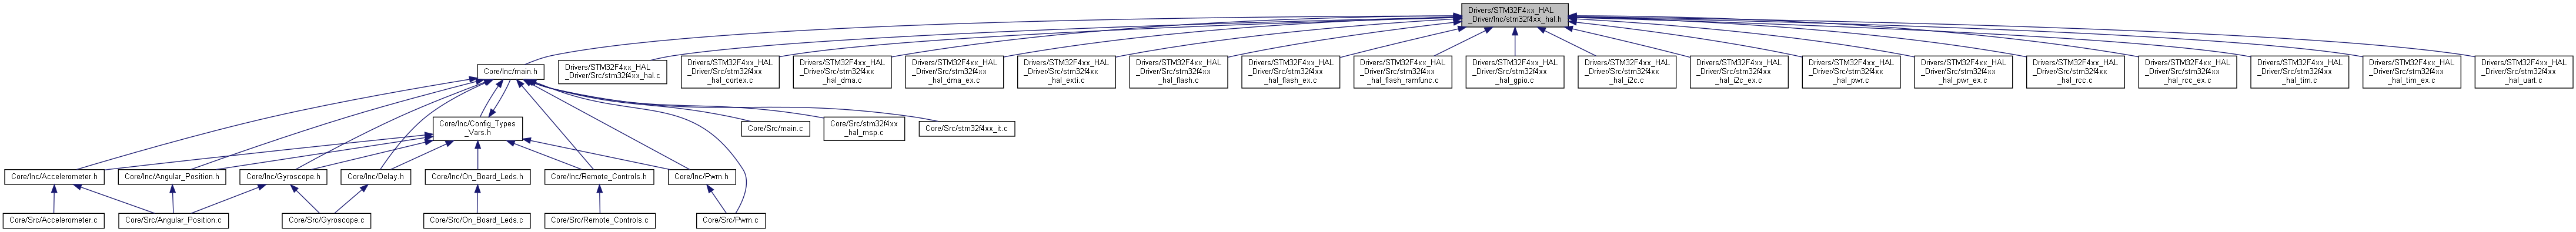 Drivers/STM32F4xx_HAL
_Driver/Inc/stm32f4xx_hal.h
Core/Inc/main.h
Drivers/STM32F4xx_HAL
_Driver/Src/stm32f4xx_hal.c
Drivers/STM32F4xx_HAL
_Driver/Src/stm32f4xx
_hal_cortex.c
Drivers/STM32F4xx_HAL
_Driver/Src/stm32f4xx
_hal_dma.c
Drivers/STM32F4xx_HAL
_Driver/Src/stm32f4xx
_hal_dma_ex.c
Drivers/STM32F4xx_HAL
_Driver/Src/stm32f4xx
_hal_exti.c
Drivers/STM32F4xx_HAL
_Driver/Src/stm32f4xx
_hal_flash.c
Drivers/STM32F4xx_HAL
_Driver/Src/stm32f4xx
_hal_flash_ex.c
Drivers/STM32F4xx_HAL
_Driver/Src/stm32f4xx
_hal_flash_ramfunc.c
Drivers/STM32F4xx_HAL
_Driver/Src/stm32f4xx
_hal_gpio.c
Drivers/STM32F4xx_HAL
_Driver/Src/stm32f4xx
_hal_i2c.c
Drivers/STM32F4xx_HAL
_Driver/Src/stm32f4xx
_hal_i2c_ex.c
Drivers/STM32F4xx_HAL
_Driver/Src/stm32f4xx
_hal_pwr.c
Drivers/STM32F4xx_HAL
_Driver/Src/stm32f4xx
_hal_pwr_ex.c
Drivers/STM32F4xx_HAL
_Driver/Src/stm32f4xx
_hal_rcc.c
Drivers/STM32F4xx_HAL
_Driver/Src/stm32f4xx
_hal_rcc_ex.c
Drivers/STM32F4xx_HAL
_Driver/Src/stm32f4xx
_hal_tim.c
Drivers/STM32F4xx_HAL
_Driver/Src/stm32f4xx
_hal_tim_ex.c
Drivers/STM32F4xx_HAL
_Driver/Src/stm32f4xx
_hal_uart.c
Core/Inc/Config_Types
_Vars.h
Core/Src/main.c
Core/Src/stm32f4xx
_hal_msp.c
Core/Src/stm32f4xx_it.c
Core/Inc/Accelerometer.h
Core/Inc/Angular_Position.h
Core/Inc/Gyroscope.h
Core/Inc/Delay.h
Core/Inc/On_Board_Leds.h
Core/Inc/Remote_Controls.h
Core/Inc/Pwm.h
Core/Src/Accelerometer.c
Core/Src/Angular_Position.c
Core/Src/Gyroscope.c
Core/Src/On_Board_Leds.c
Core/Src/Remote_Controls.c
Core/Src/Pwm.c